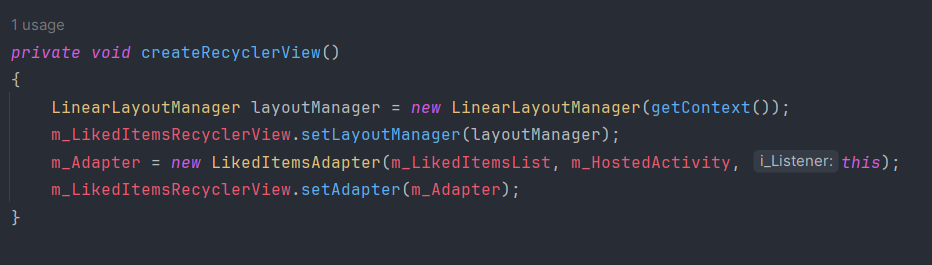 1 usage
private void createRecyclerView()
{
    LinearLayoutManager layoutManager = new LinearLayoutManager(getContext());
    m_LikedItemsRecyclerView.setLayoutManager(layoutManager);
    m_Adapter = new LikedItemsAdapter(m_LikedItemsList, m_HostedActivity, i_Listener: this);
    m_LikedItemsRecyclerView.setAdapter(m_Adapter);
}